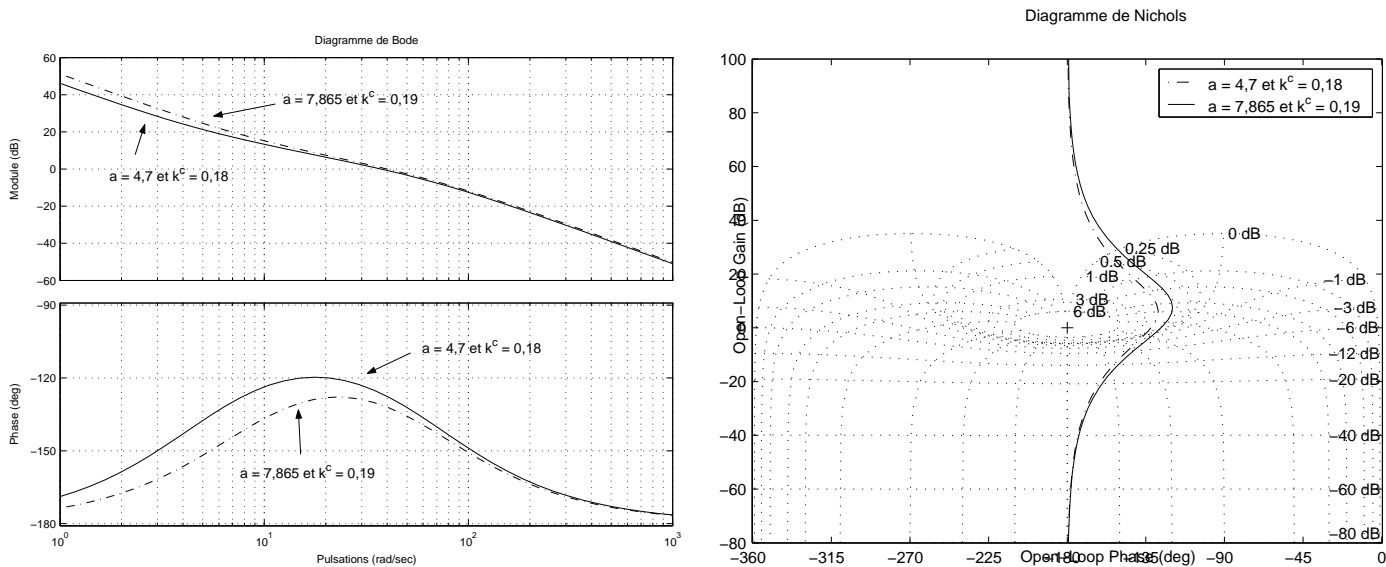 Diagramme de Bode
60
40
20
0
−20
−40
−60
Module (dB)
a = 7,865 et k^c = 0,19
a = 4,7 et k^c = 0,18
−90
−120
−150
−180
Phase (deg)
a = 4,7 et k^c = 0,18
a = 7,865 et k^c = 0,19
10^0
10^1
10^2
10^3
Pulsations (rad/sec)
Diagramme de Nichols
100
80
60
40
20
0
−20
−40
−60
−80
Open−Loop Gain (dB)
a = 4,7 et k^c = 0,18
a = 7,865 et k^c = 0,19
0 dB
0.25 dB
0.5 dB
1 dB
3 dB
6 dB
−1 dB
−3 dB
−6 dB
−12 dB
−20 dB
−40 dB
−60 dB
−80 dB
−360
−315
−270
−225
−180
−135
−90
−45
0
Open−Loop Phase (deg)